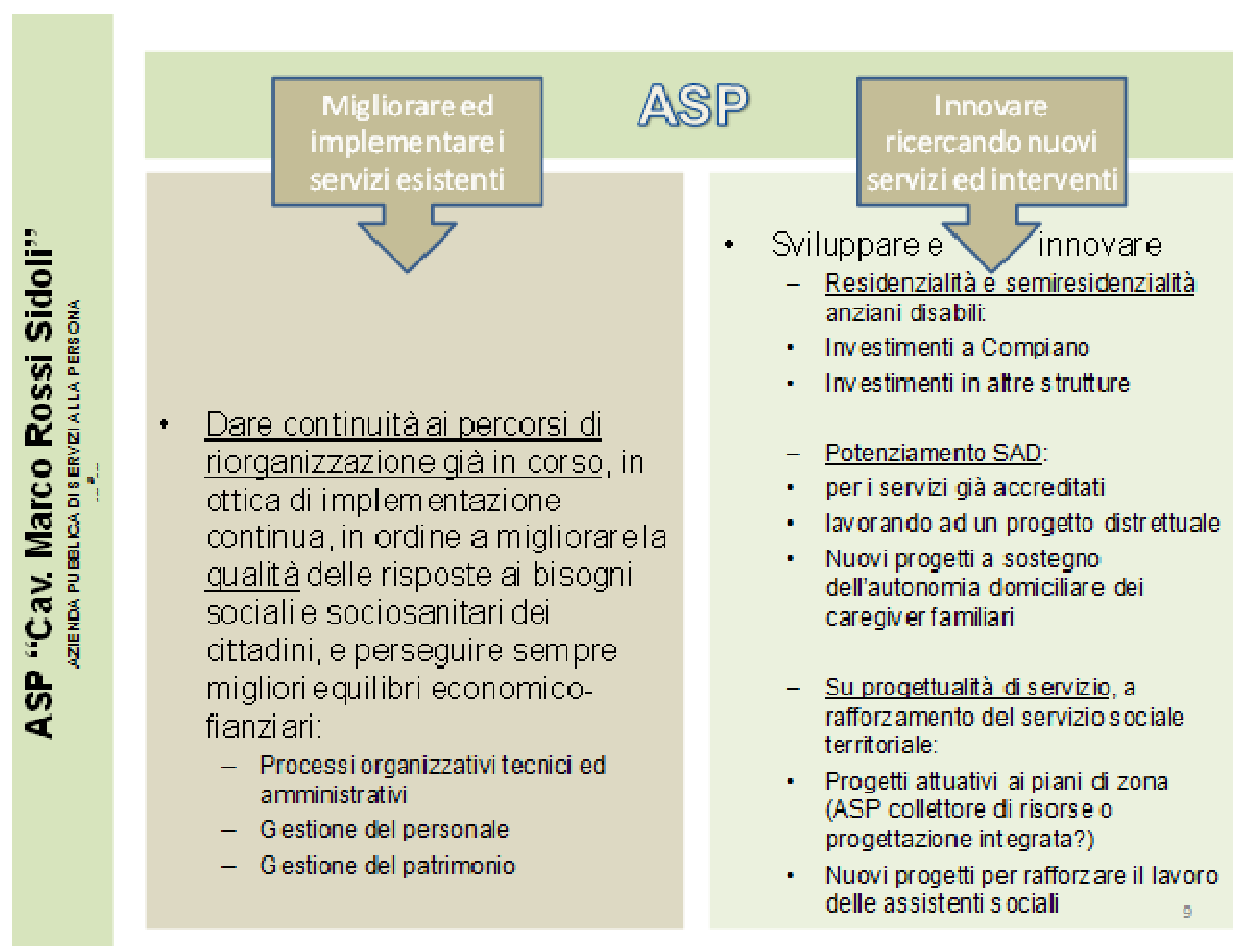 ASP “Cav. Marco Rossi Sidoli”
AZIENDA PUBBLICA DI SERVIZI ALLA PERSONA
ASP
Migliorare ed
implementare i
servizi esistenti
• Dare continuità ai percorsi di
riorganizzazione già in corso, in
ottica di implementazione
continua, in ordine a migliorare la
qualità delle risposte ai bisogni
sociali e sociosanitari dei
cittadini, e perseguire sempre
migliori equilibri economico-
fianziari:
– Processi organizzativi tecnici ed
amministrativi
– Gestione del personale
– Gestione del patrimonio
Innovare
ricercando nuovi
servizi ed interventi
• Sviluppare e innovare
– Residenzialità e semiresidenzialità
anziani disabili:
• Investimenti a Compiano
• Investimenti in altre strutture
– Potenziamento SAD:
• per i servizi già accreditati
• lavorando ad un progetto distrettuale
• Nuovi progetti a sostegno
dell’autonomia domiciliare dei
caregiver familiari
– Su progettualità di servizio, a
rafforzamento del servizio sociale
territoriale:
• Progetti attuativi ai piani di zona
(ASP collettore di risorse o
progettazione integrata?)
• Nuovi progetti per rafforzare il lavoro
delle assistenti sociali
9